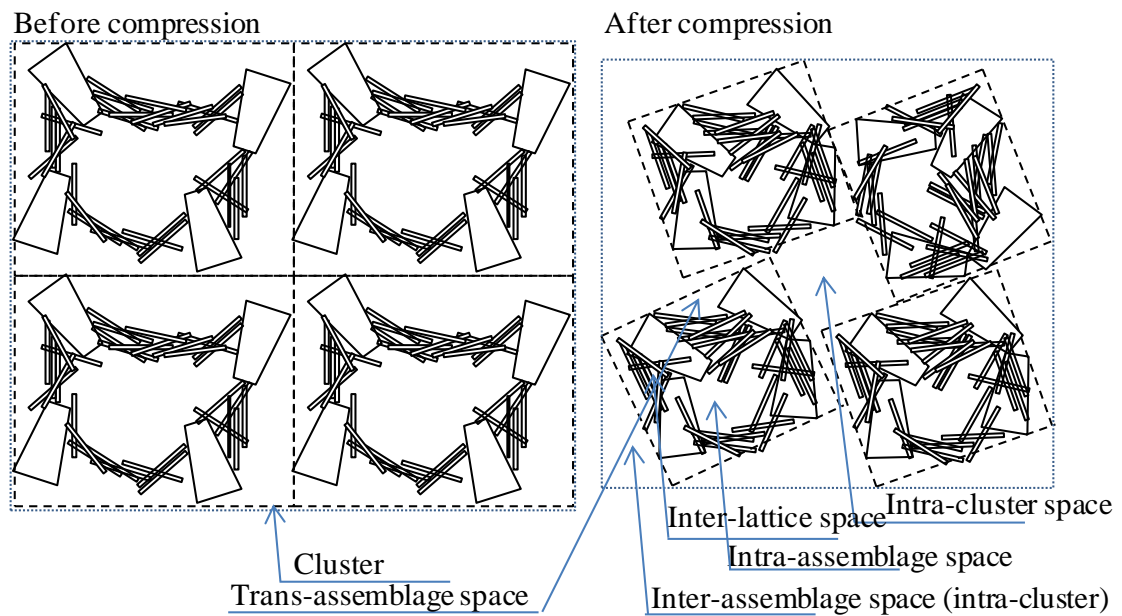 Before compression
After compression
Intra-cluster space
Inter-lattice space
Intra-assemblage space
Cluster
Trans-assemblage space
Inter-assemblage space (intra-cluster)